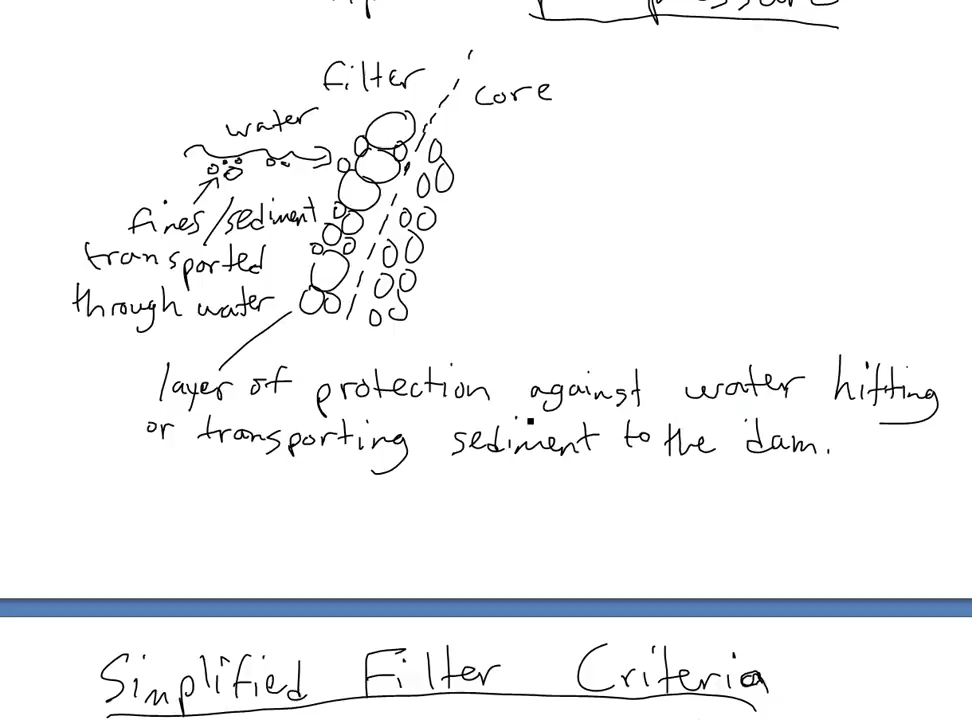 filter
core
water
fines/sediment
transported
through water
layer of protection against water hitting
or transporting sediment to the dam.
Simplified Filter Criteria